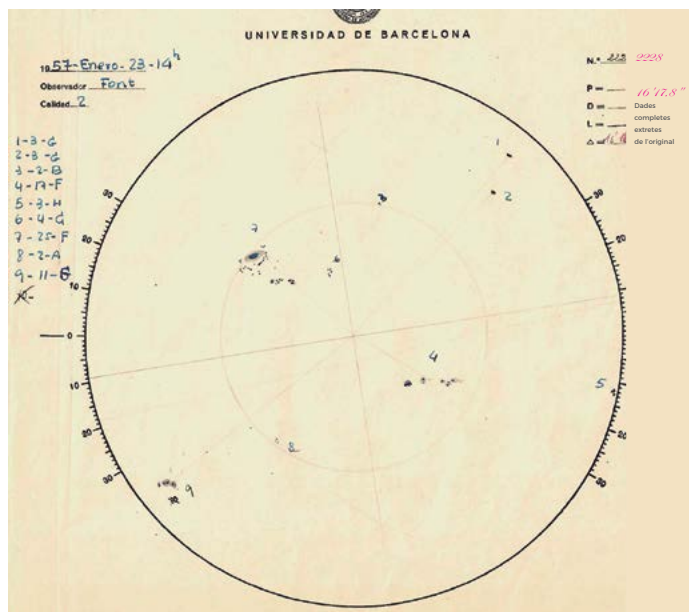 UNIVERSIDAD DE BARCELONA
1957-Enero-23-14h
Observador Font
Calidad 2
N.º 2228
P = 16'17,8"
D = Dades
completes
L = extretes
Δ = de l'original
1-3-G
2-3-G
3-2-B
4-17-F
5-3-H
6-4-G
7-25-F
8-2-A
9-11-G
1
2
3
7
6
4
5
8
9
30
20
10
0
10
20
30
30
20
10
20
30